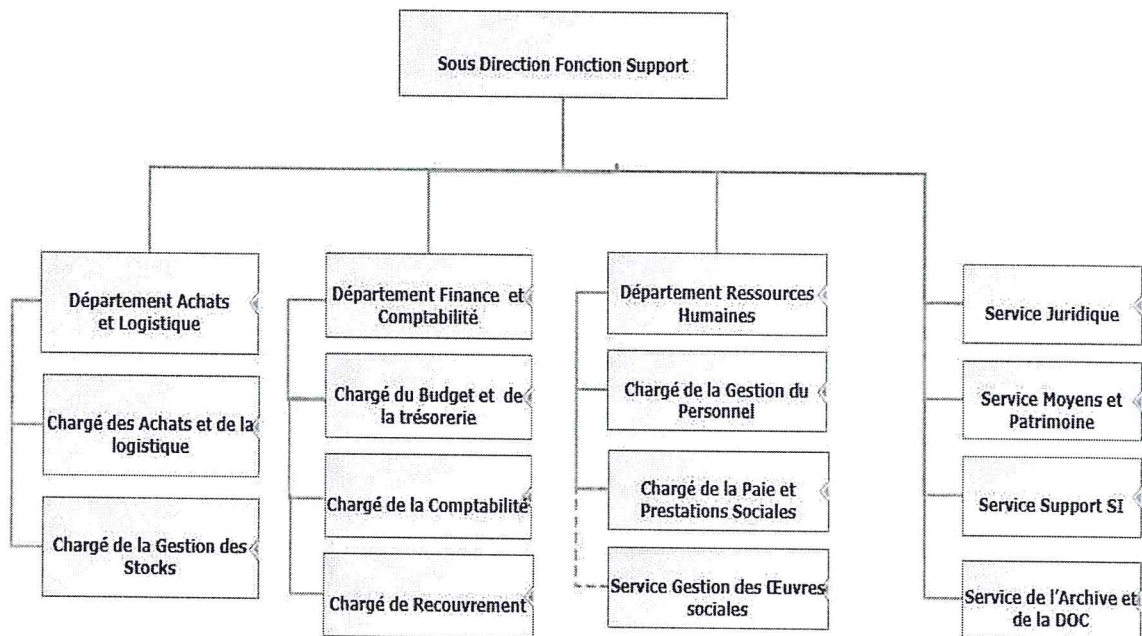 Sous Direction Fonction Support
Département Achats
et Logistique
Chargé des Achats et de la
logistique
Chargé de la Gestion des
Stocks
Département Finance et
Comptabilité
Chargé du Budget et de
la trésorerie
Chargé de la Comptabilité
Chargé de Recouvrement
Département Ressources
Humaines
Chargé de la Gestion du
Personnel
Chargé de la Paie et
Prestations Sociales
Service Gestion des Œuvres
sociales
Service Juridique
Service Moyens et
Patrimoine
Service Support SI
Service de l'Archive et
de la DOC